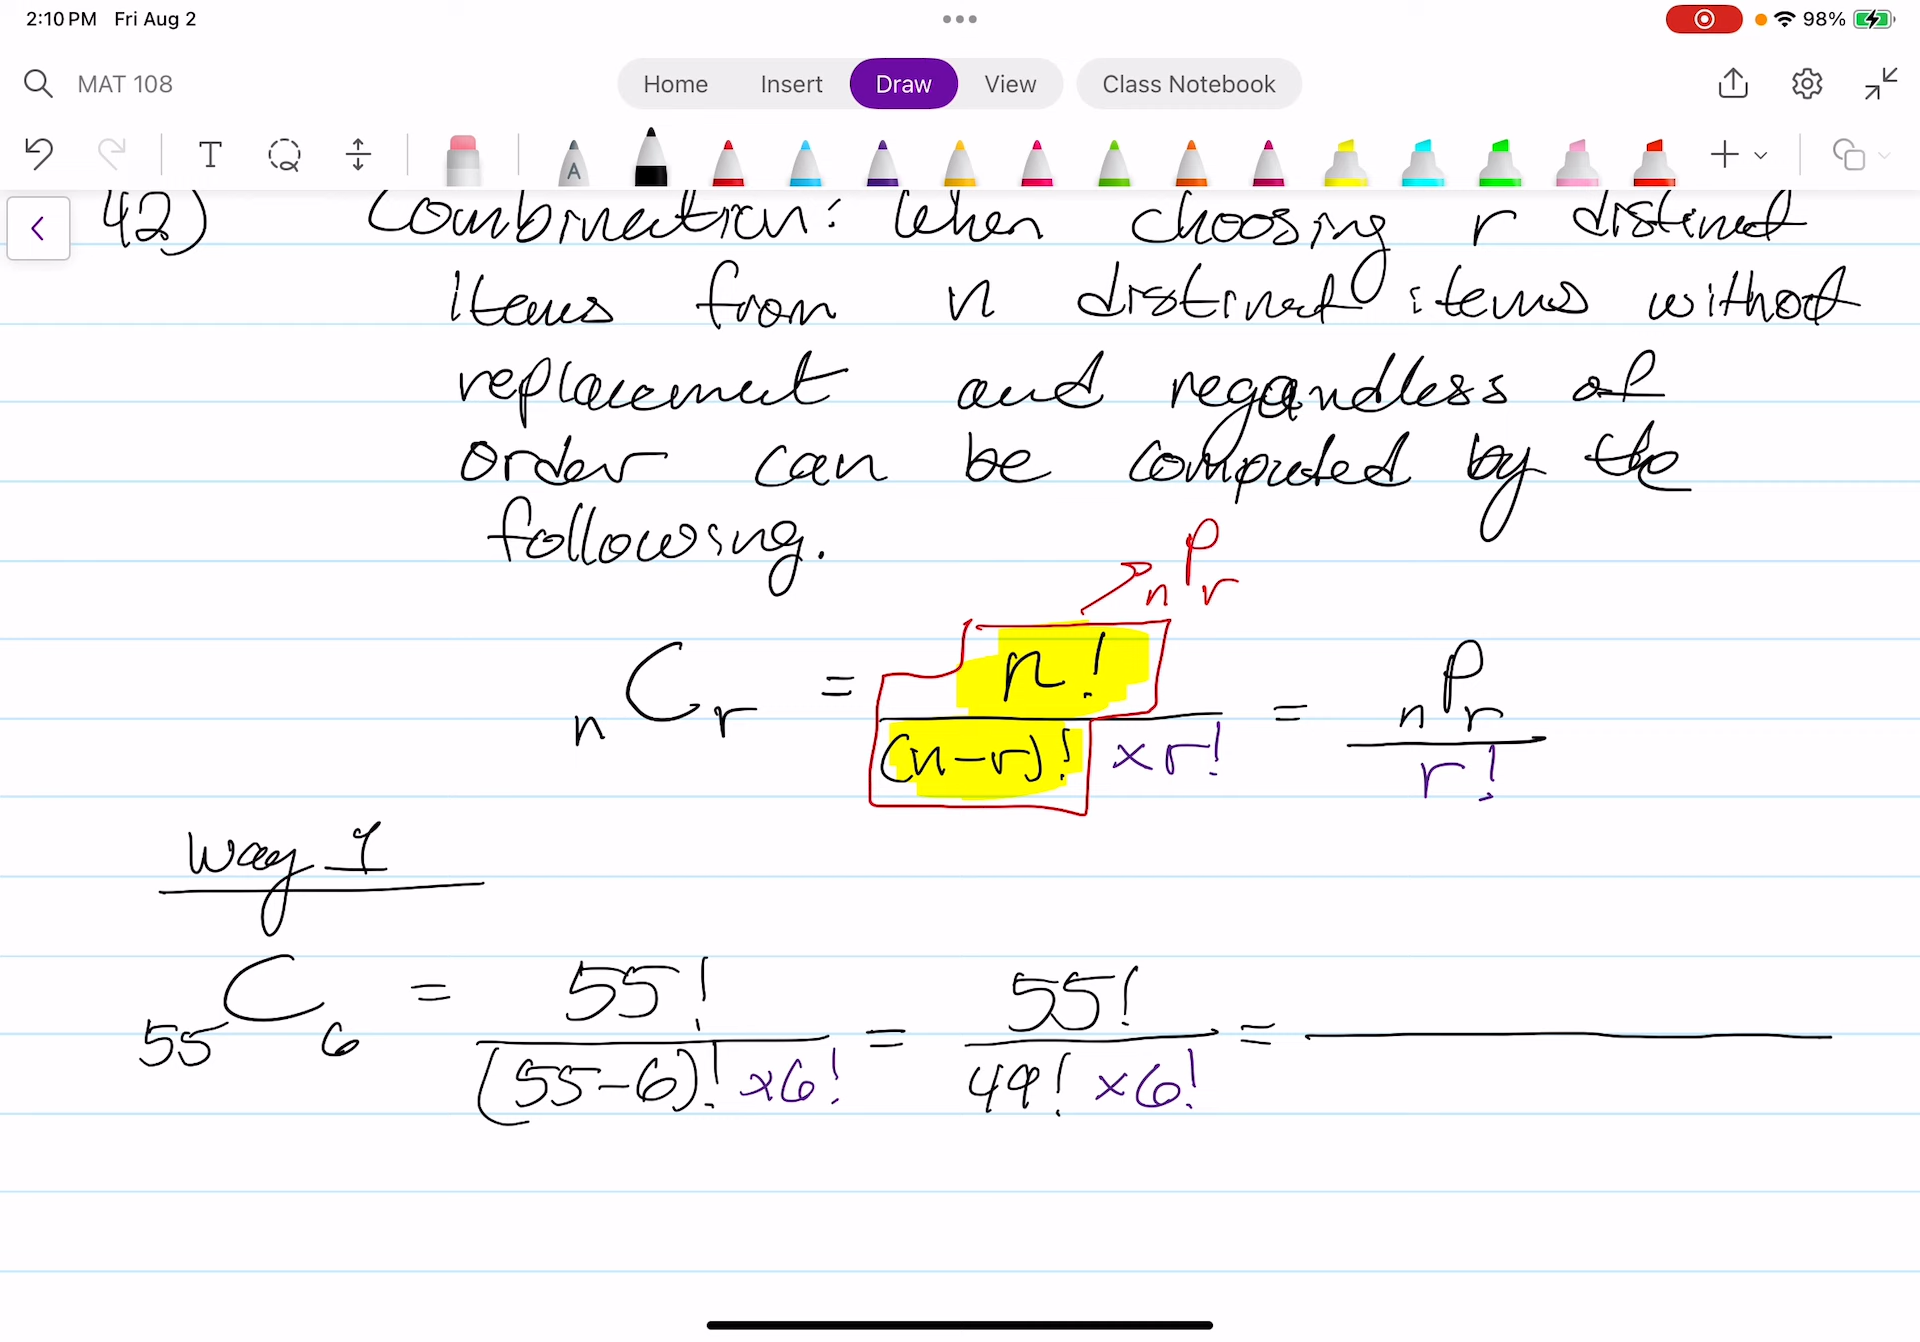 2:10 PM Fri Aug 2 98%
MAT 108 Home Insert Draw View Class Notebook
T A
42) Combination: When choosing r distinct
items from n distinct items without
replacement and regardless of
order can be computed by the
following.
nPr
nCr = n! / (n-r)! × r! = nPr / r!
Way 1
55C6 = 55! / (55-6)! × 6! = 55! / 49! × 6! =